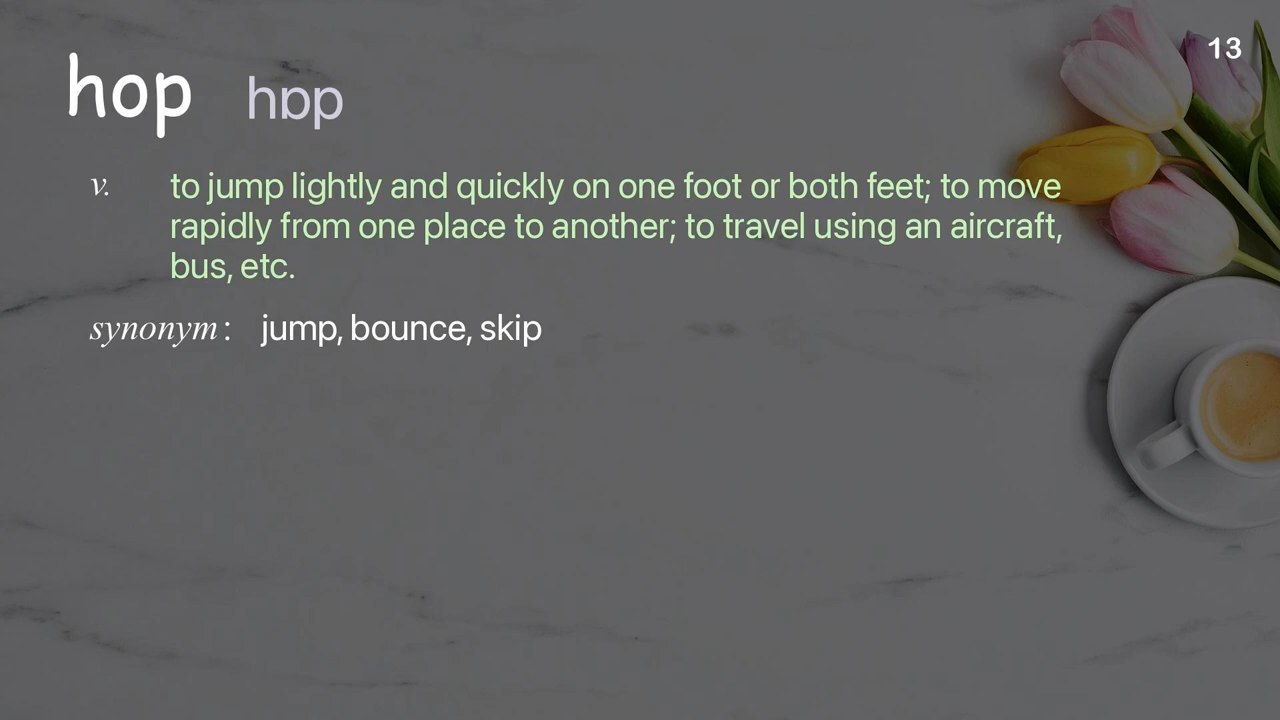 13
hop hɒp
v. to jump lightly and quickly on one foot or both feet; to move
rapidly from one place to another; to travel using an aircraft,
bus, etc.
synonym : jump, bounce, skip